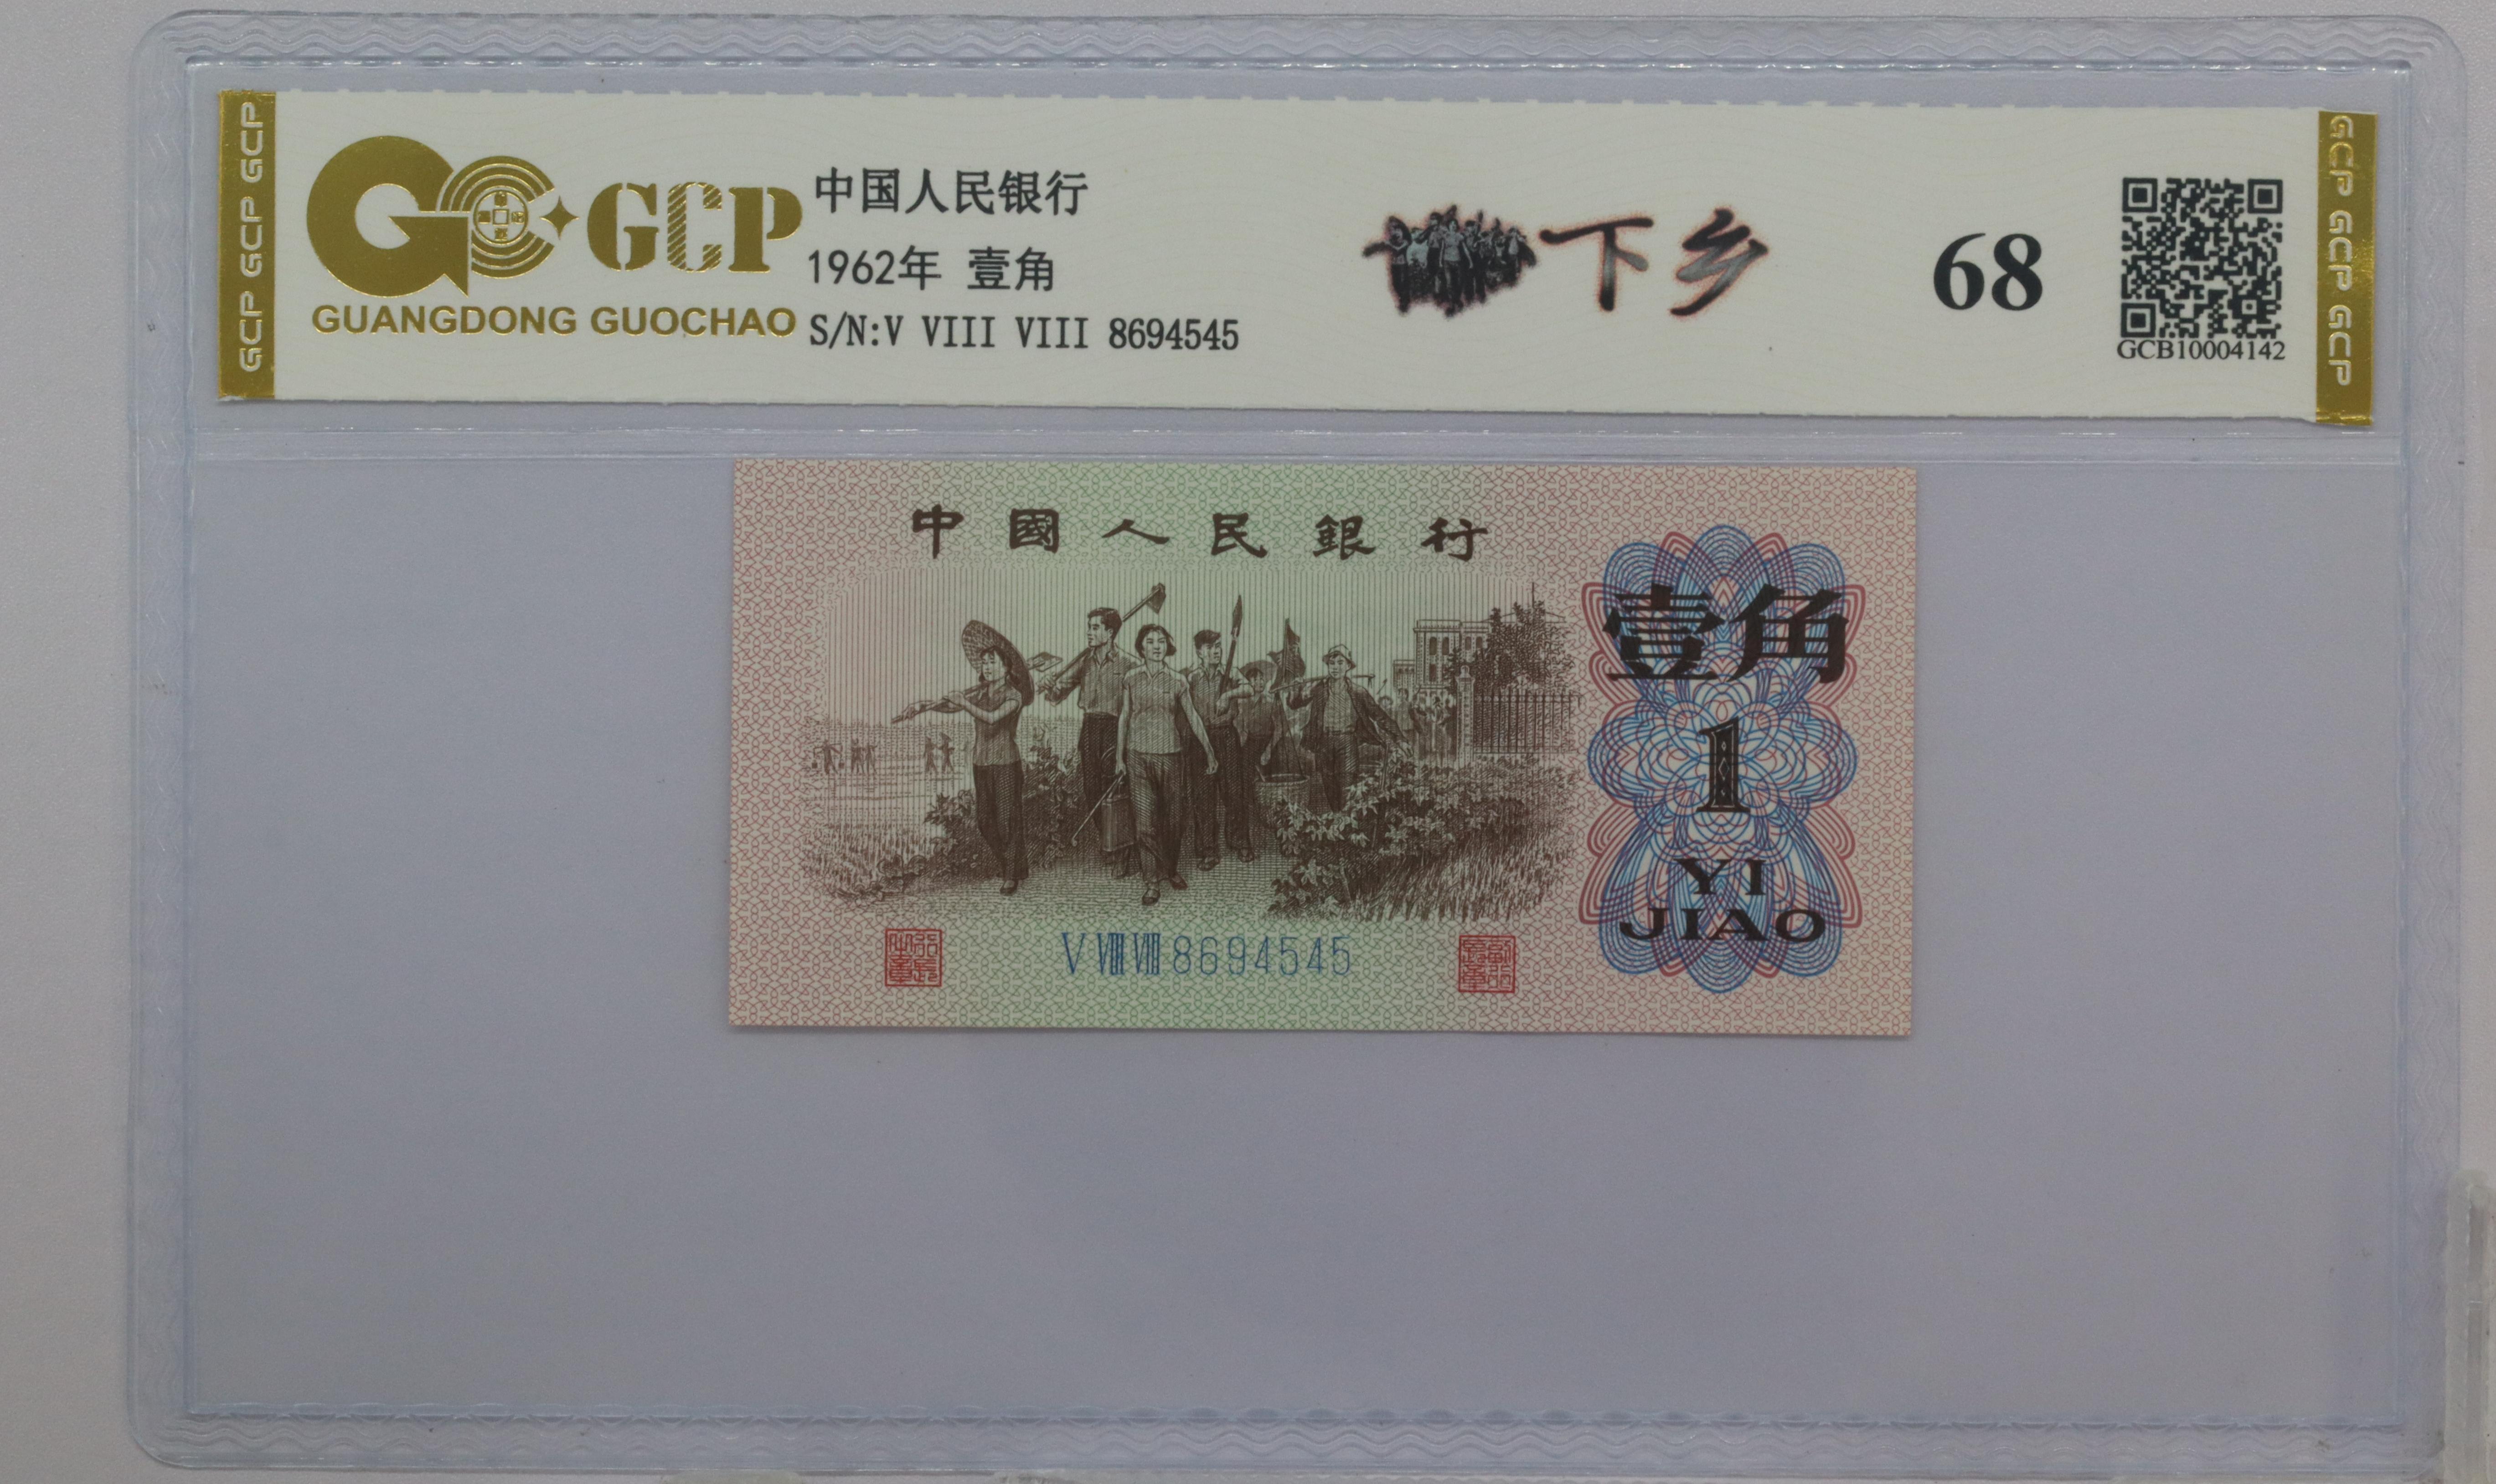 GCP GCP GCP
GCP
GUANGDONG GUOCHAO
中国人民银行
1962年 壹角
S/N:V VIII VIII 8694545
下乡
68
GCB10004142
GCP GCP GCP
中國人民銀行
壹角
1
YI
JIAO
V VIII VIII 8694545